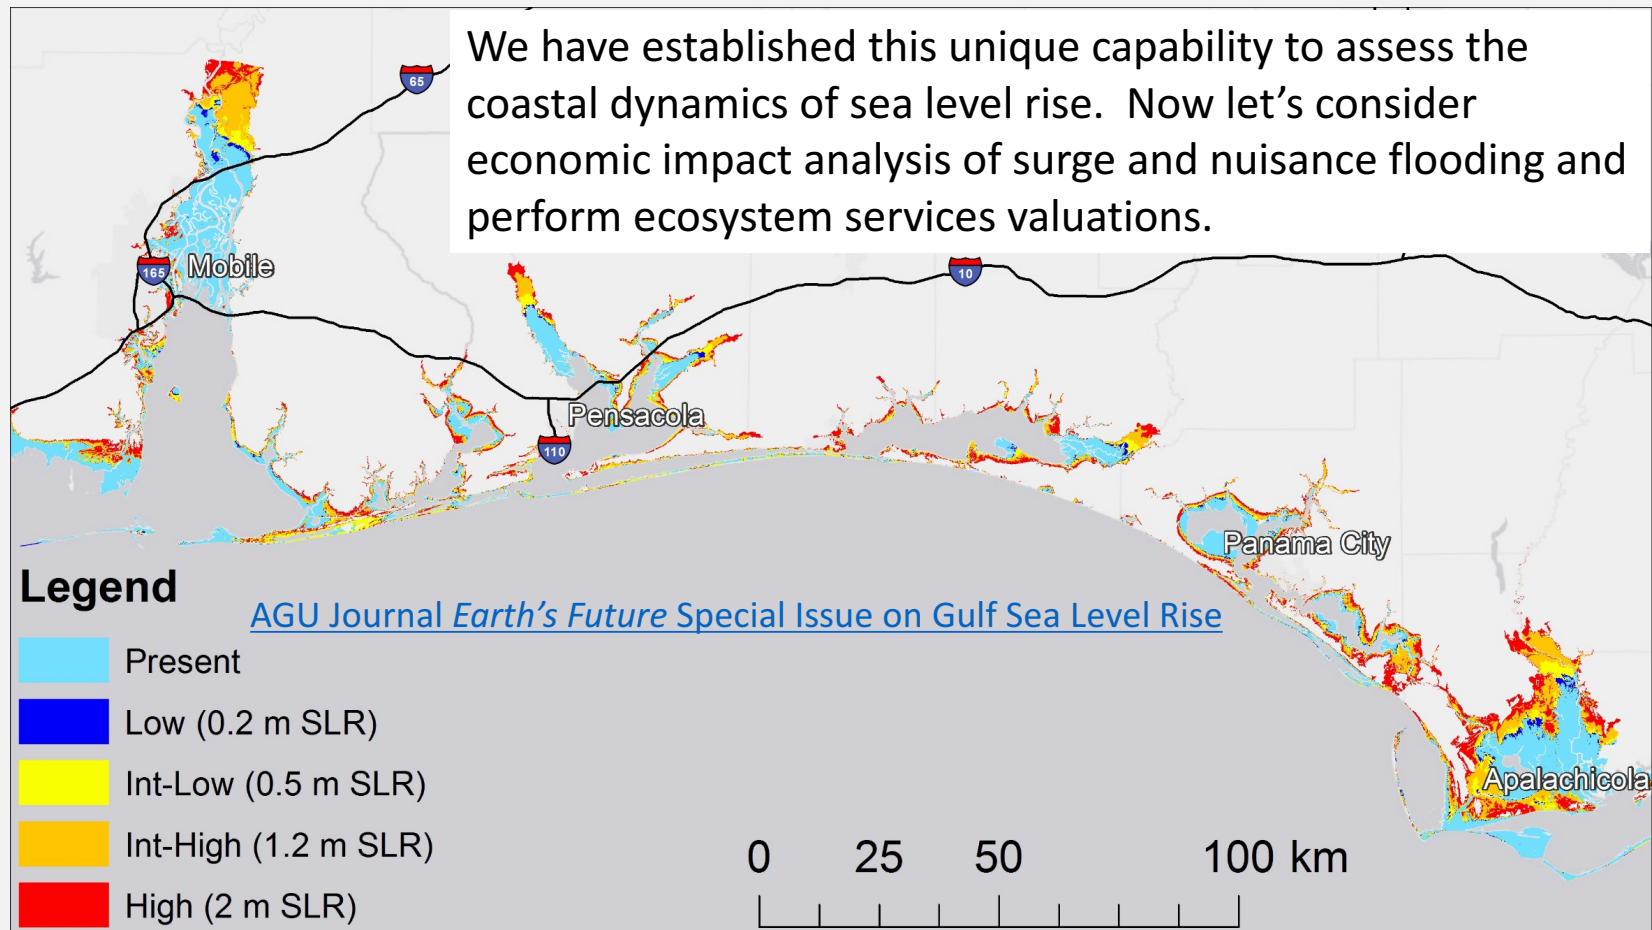 We have established this unique capability to assess the
coastal dynamics of sea level rise.  Now let’s consider
economic impact analysis of surge and nuisance flooding and
perform ecosystem services valuations.
65
165
Mobile
10
Pensacola
110
Panama City
Apalachicola
Legend
AGU Journal Earth’s Future Special Issue on Gulf Sea Level Rise
Present
Low (0.2 m SLR)
Int-Low (0.5 m SLR)
Int-High (1.2 m SLR)
High (2 m SLR)
0 25 50 100 km